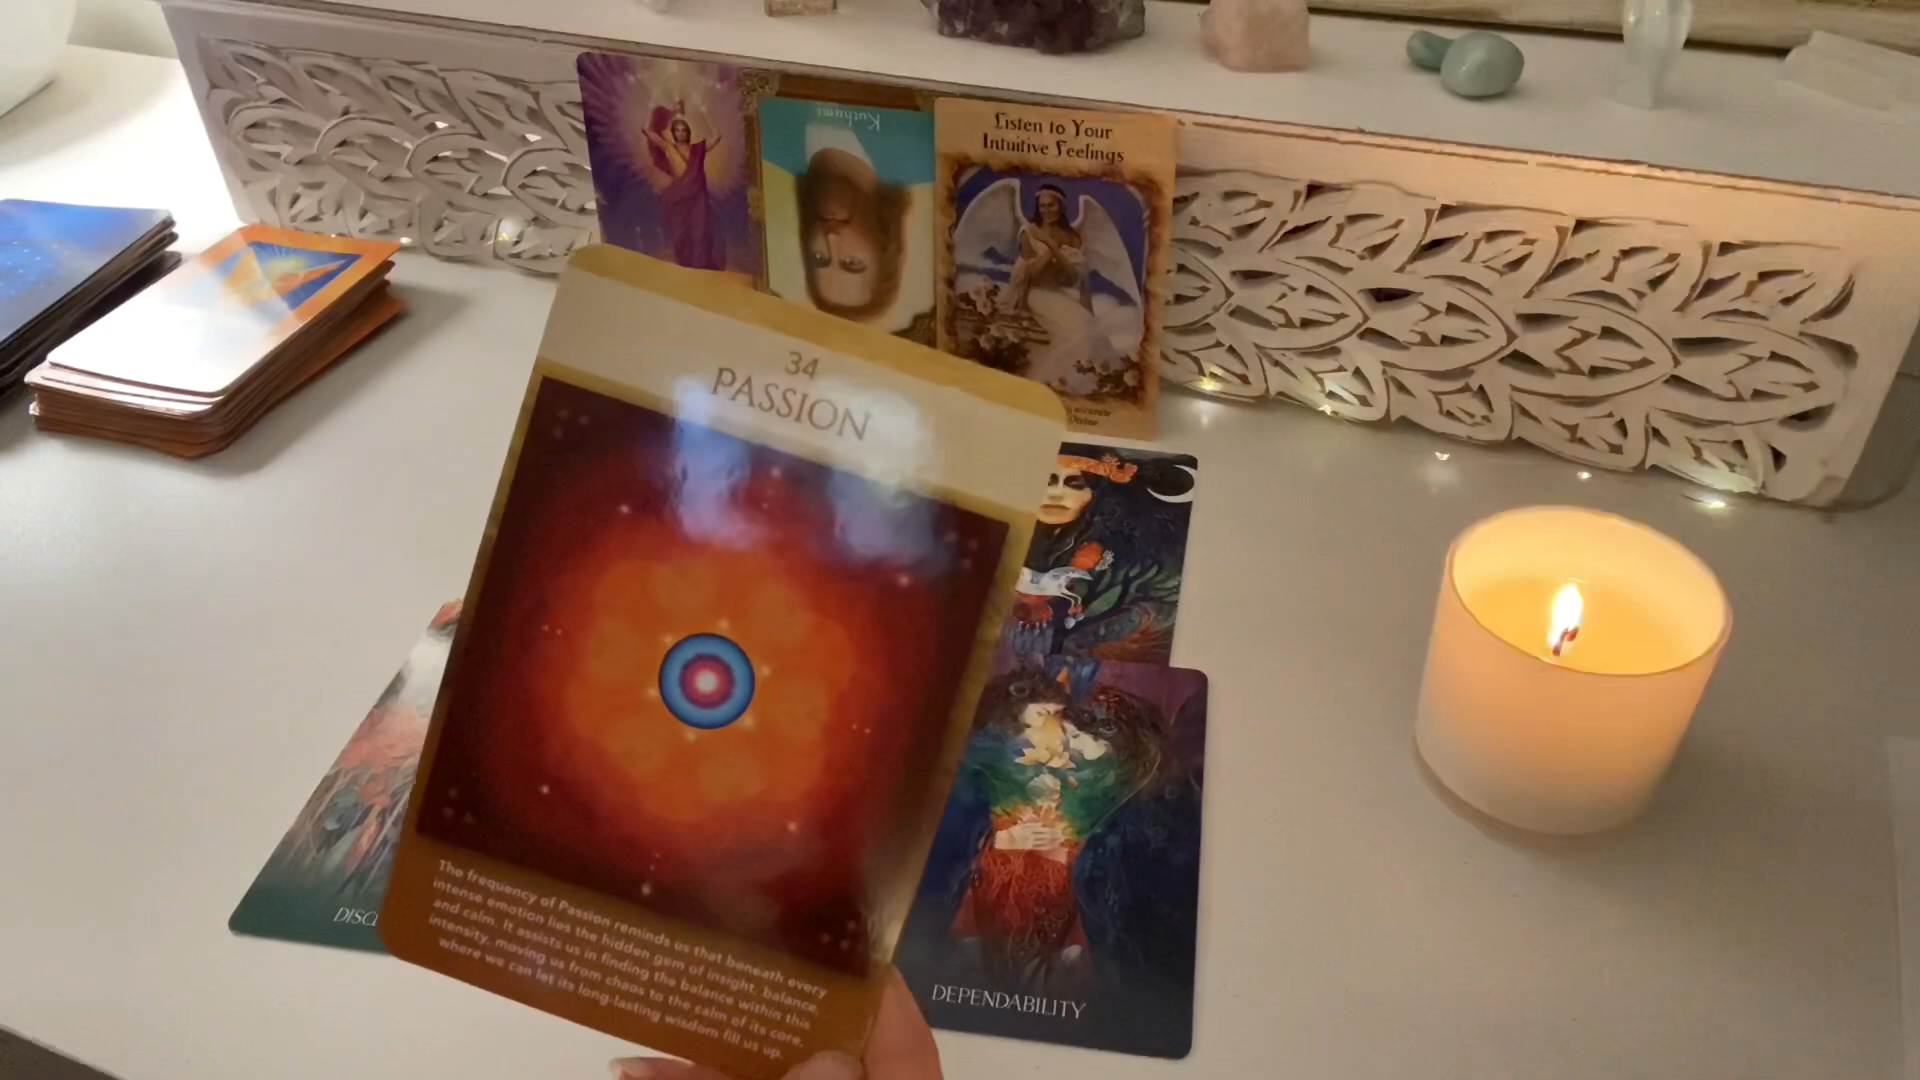 Kuthumi
Listen to Your
Intuitive Feelings
accurate
Divine
34
PASSION
The frequency of Passion reminds us that beneath every
intense emotion lies the hidden gem of insight, balance,
and calm. It assists us in finding the balance within this
intensity, moving us from chaos to the calm of its core,
where we can let its long-lasting wisdom fill us up.
DISCI
DEPENDABILITY